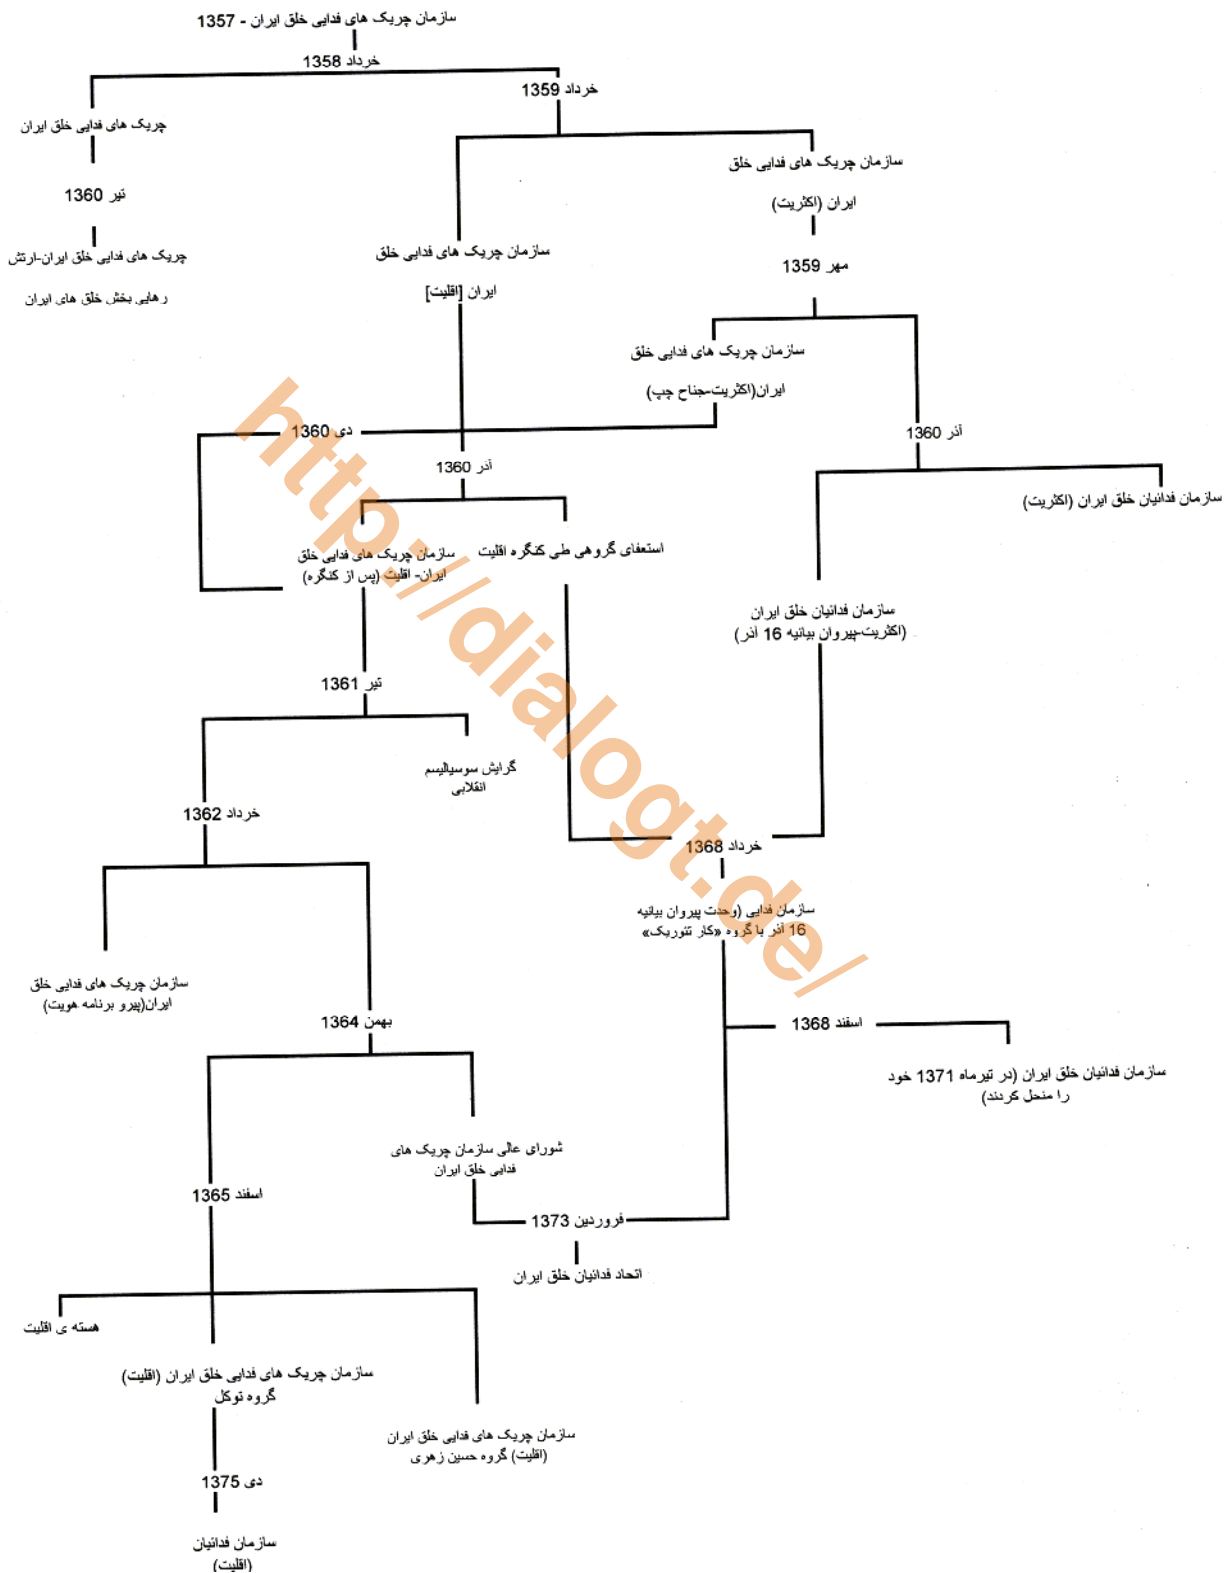 سازمان چریک های فدایی خلق ایران - 1357
خرداد 1358
خرداد 1359
چریک های فدایی خلق ایران
سازمان چریک های فدایی خلق
ایران (اکثریت)
تیر 1360
چریک های فدایی خلق ایران-ارتش
رهایی بخش خلق های ایران
سازمان چریک های فدایی خلق
ایران [اقلیت]
مهر 1359
سازمان چریک های فدایی خلق
ایران(اکثریت-جناح چپ)
دی 1360
آذر 1360
آذر 1360
سازمان فدائیان خلق ایران (اکثریت)
استعفای گروهی طی کنگره اقلیت
سازمان چریک های فدایی خلق
ایران- اقلیت (پس از کنگره)
سازمان فدائیان خلق ایران
(اکثریت-پیروان بیانیه 16 آذر)
تیر 1361
گرایش سوسیالیسم
انقلابی
خرداد 1362
خرداد 1368
سازمان فدایی (وحدت پیروان بیانیه
16 آذر با گروه «کار تئوریک»
سازمان چریک های فدایی خلق
ایران(پیرو برنامه هویت)
بهمن 1364
اسفند 1368
سازمان فدائیان خلق ایران (در تیرماه 1371 خود
را منحل کردند)
شورای عالی سازمان چریک های
فدایی خلق ایران
اسفند 1365
فروردین 1373
اتحاد فدائیان خلق ایران
هسته ی اقلیت
سازمان چریک های فدایی خلق ایران (اقلیت)
گروه توکل
سازمان چریک های فدایی خلق ایران
(اقلیت) گروه حسین زهری
دی 1375
سازمان فدائیان
(اقلیت)
http://dialogt.de/